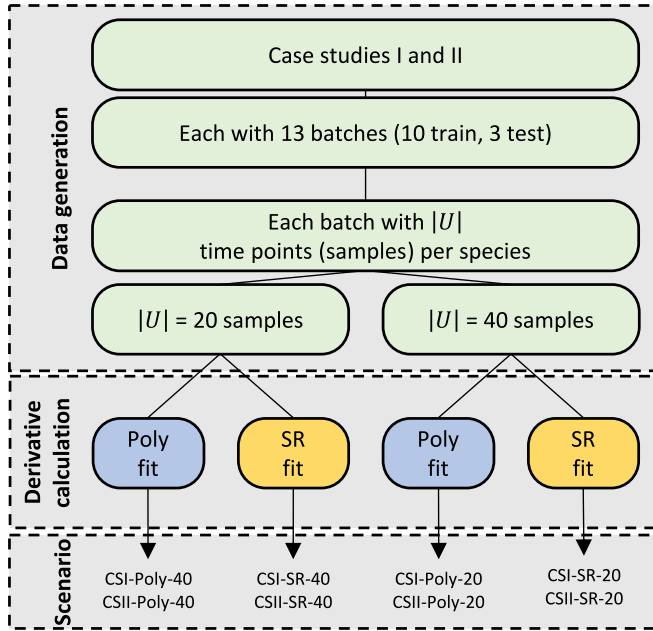 Data generation
Case studies I and II
Each with 13 batches (10 train, 3 test)
Each batch with |U|
time points (samples) per species
|U| = 20 samples
|U| = 40 samples
Derivative
calculation
Poly
fit
SR
fit
Poly
fit
SR
fit
Scenario
CSI-Poly-40
CSII-Poly-40
CSI-SR-40
CSII-SR-40
CSI-Poly-20
CSII-Poly-20
CSI-SR-20
CSII-SR-20